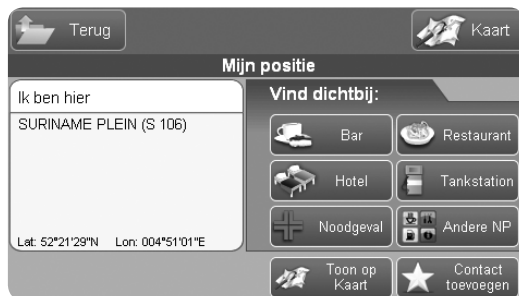 Terug
Kaart
Mijn positie
Ik ben hier
SURINAME PLEIN (S 106)
Lat: 52°21'29"N Lon: 004°51'01"E
Vind dichtbij:
Bar
Restaurant
Hotel
Tankstation
Noodgeval
Andere NP
Toon op
Kaart
Contact
toevoegen